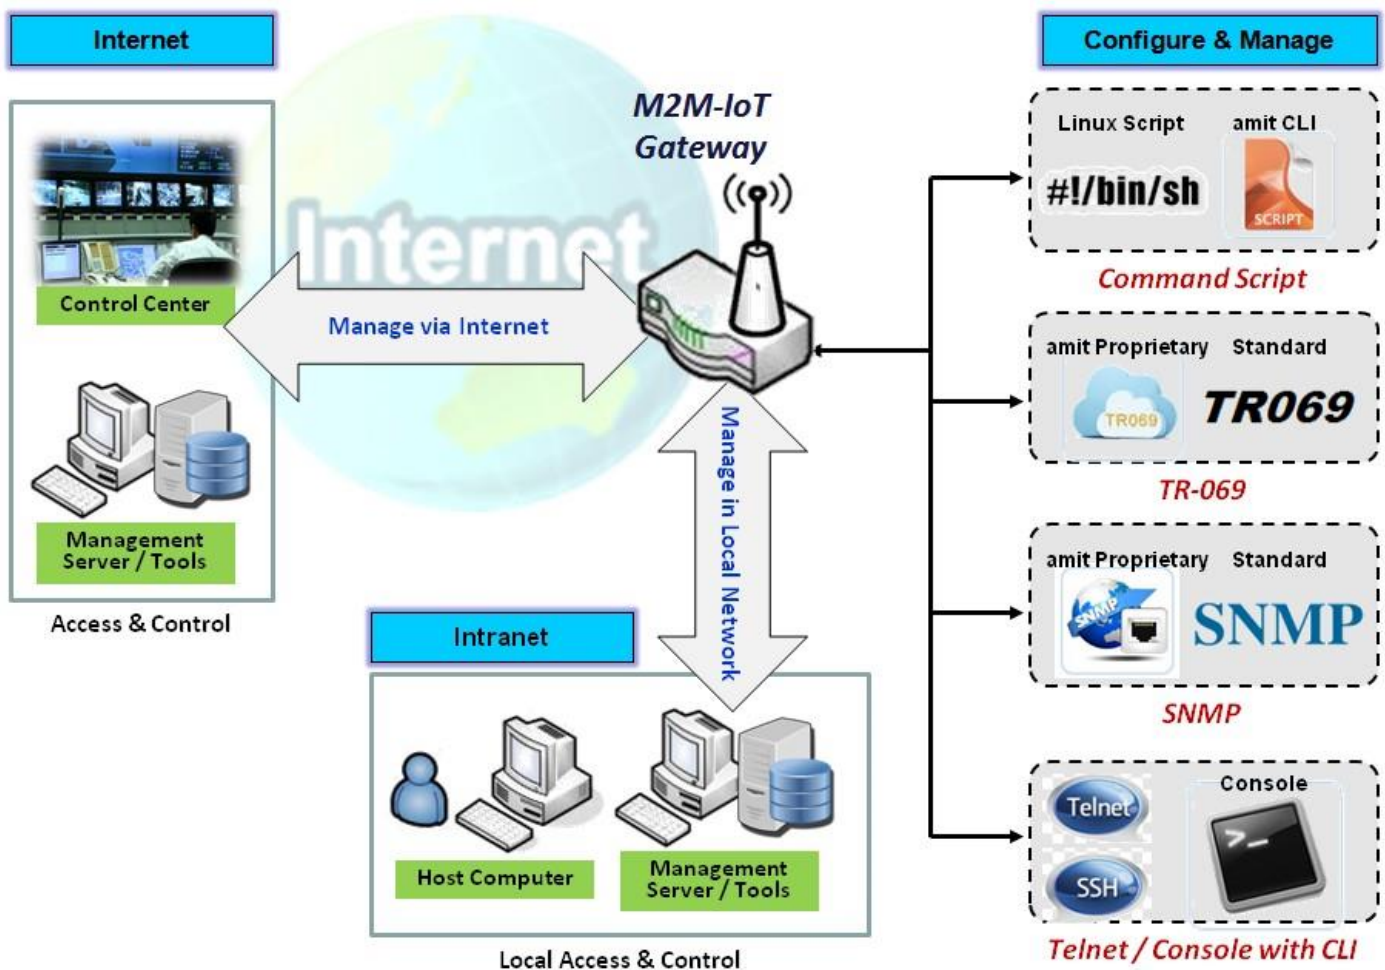 Internet
Configure & Manage
M2M-IoT
Gateway
Internet
Control Center
Manage via Internet
Management
Server / Tools
Access & Control
Manage in Local Network
Intranet
Host Computer
Management
Server / Tools
Local Access & Control
Linux Script amit CLI
#!/bin/sh
SCRIPT
Command Script
amit Proprietary Standard
TR069
TR069
TR-069
amit Proprietary Standard
SNMP
SNMP
SNMP
Console
Telnet
>_
SSH
Telnet / Console with CLI